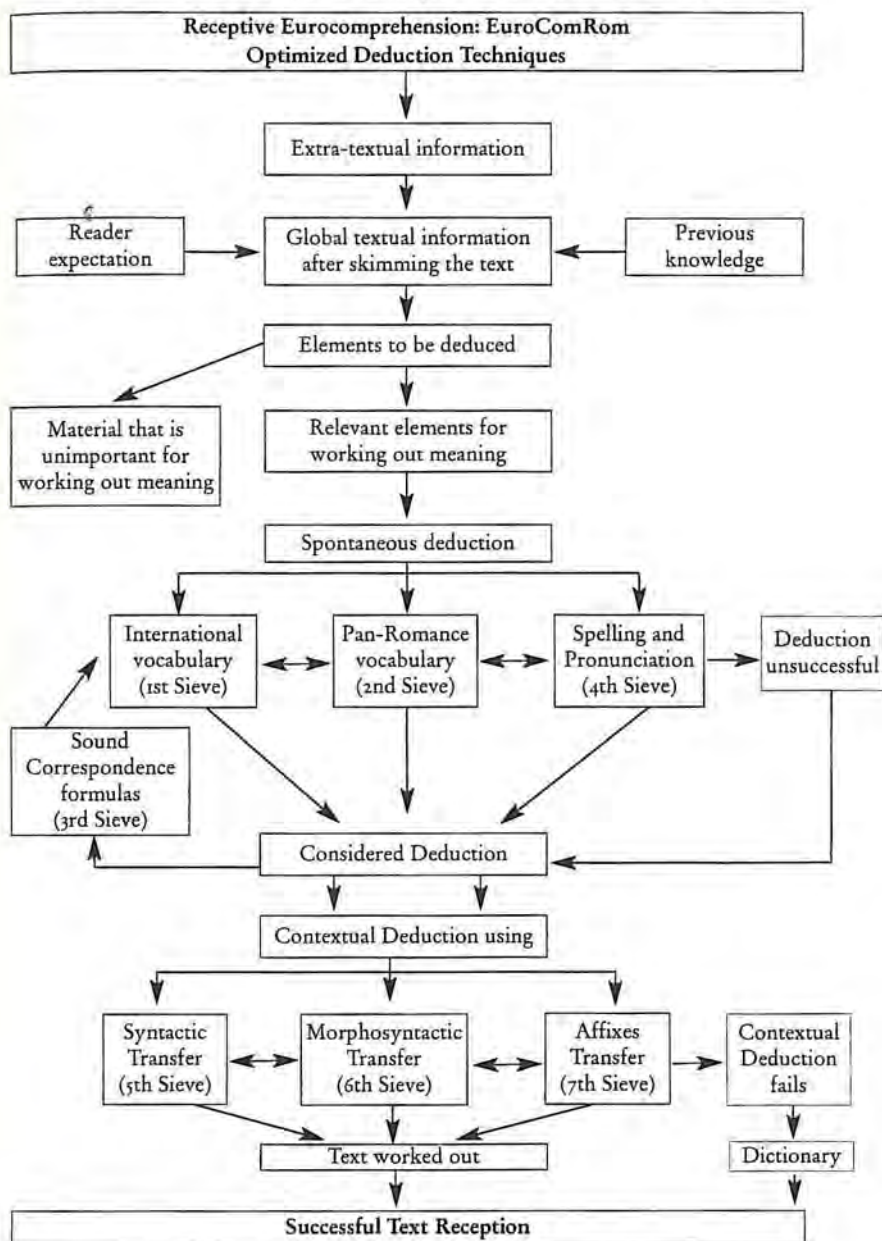 Receptive Eurocomprehension: EuroComRom
Optimized Deduction Techniques
Extra-textual information
Reader
expectation
Global textual information
after skimming the text
Previous
knowledge
Elements to be deduced
Material that is
unimportant for
working out meaning
Relevant elements for
working out meaning
Spontaneous deduction
International
vocabulary
(1st Sieve)
Pan-Romance
vocabulary
(2nd Sieve)
Spelling and
Pronunciation
(4th Sieve)
Deduction
unsuccessful
Sound
Correspondence
formulas
(3rd Sieve)
Considered Deduction
Contextual Deduction using
Syntactic
Transfer
(5th Sieve)
Morphosyntactic
Transfer
(6th Sieve)
Affixes
Transfer
(7th Sieve)
Contextual
Deduction
fails
Text worked out
Dictionary
Successful Text Reception